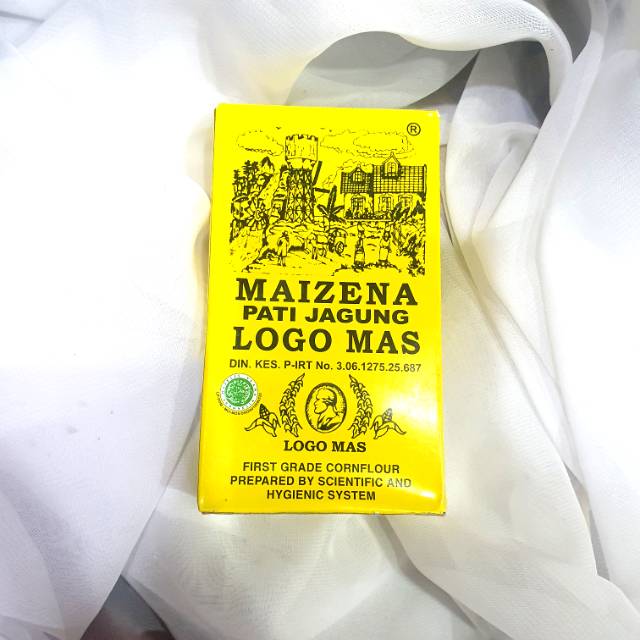 ®
MAIZENA
PATI JAGUNG
LOGO MAS
DIN. KES. P-IRT No. 3.06.1275.25.687
LOGO MAS
FIRST GRADE CORNFLOUR
PREPARED BY SCIENTIFIC AND
HYGIENIC SYSTEM